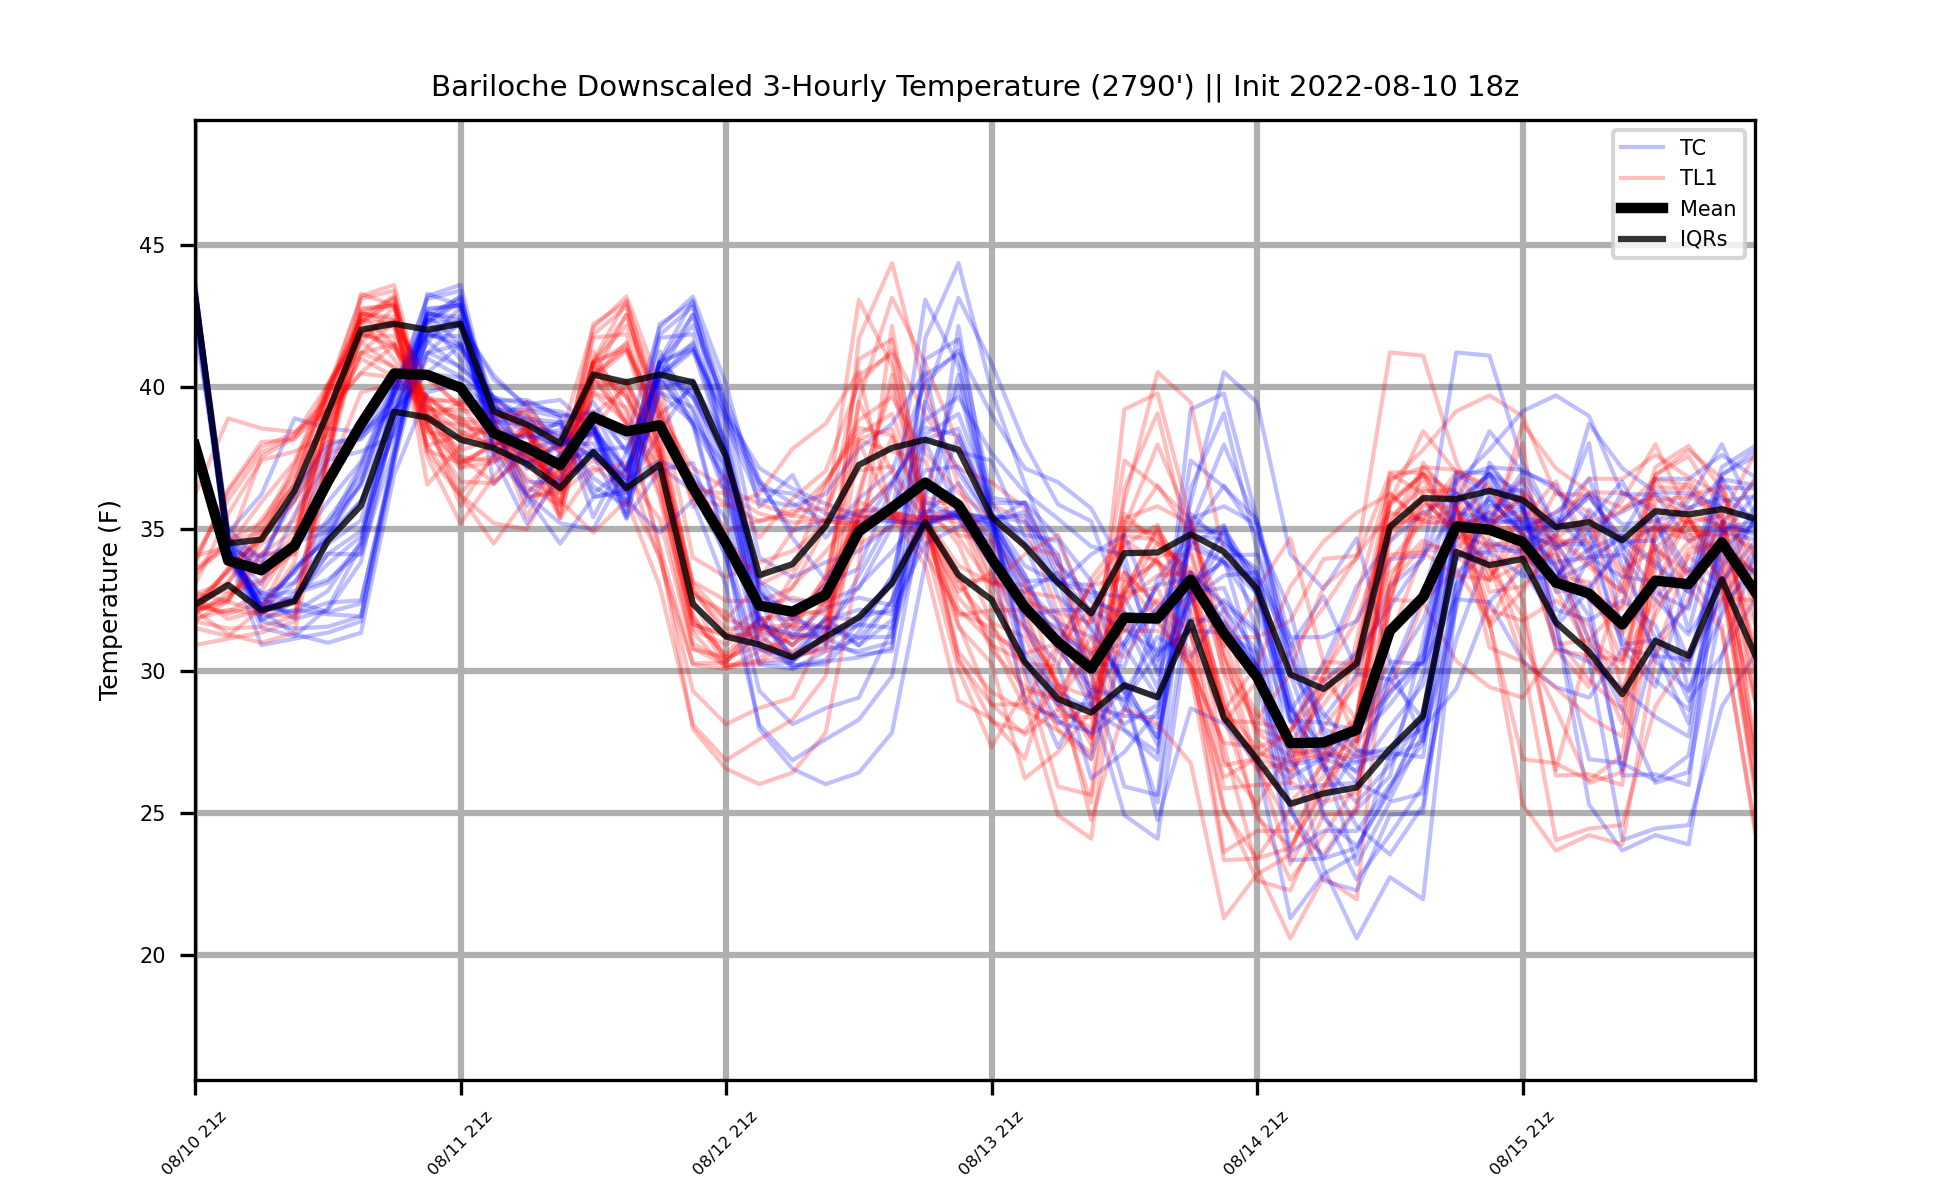 Bariloche Downscaled 3-Hourly Temperature (2790') || Init 2022-08-10 18z
TC
TL1
Mean
IQRs
Temperature (F)
45
40
35
30
25
20
08/10 21z
08/11 21z
08/12 21z
08/13 21z
08/14 21z
08/15 21z